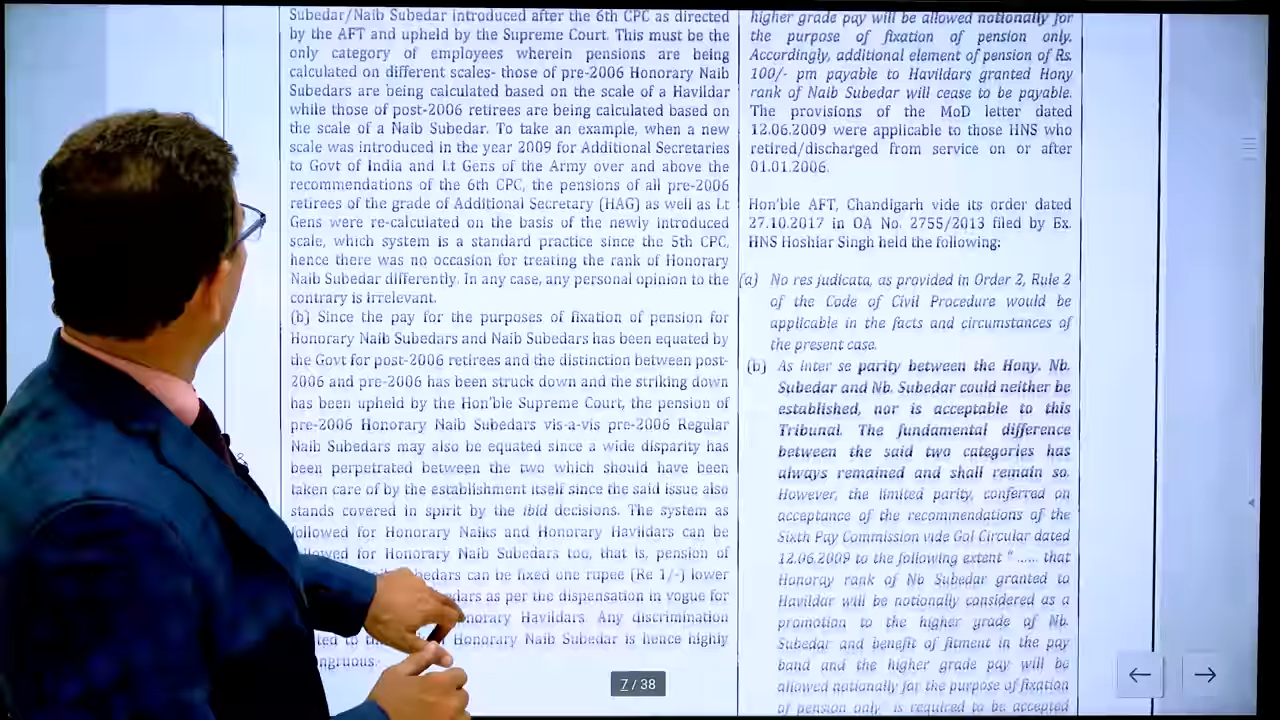 Subedar/Naib Subedar introduced after the 6th CPC as directed
by the AFT and upheld by the Supreme Court. This must be the
only category of employees wherein pensions are being
calculated on different scales- those of pre-2006 Honorary Naib
Subedars are being calculated based on the scale of a Havildar
while those of post-2006 retirees are being calculated based on
the scale of a Naib Subedar. To take an example, when a new
scale was introduced in the year 2009 for Additional Secretaries
to Govt of India and Lt Gens of the Army over and above the
recommendations of the 6th CPC, the pensions of all pre-2006
retirees of the grade of Additional Secretary (HAG) as well as Lt
Gens were re-calculated on the basis of the newly introduced
scale, which system is a standard practice since the 5th CPC,
hence there was no occasion for treating the rank of Honorary
Naib Subedar differently. In any case, any personal opinion to the
contrary is irrelevant.
(b) Since the pay for the purposes of fixation of pension for
Honorary Naib Subedars and Naib Subedars has been equated by
the Govt for post-2006 retirees and the distinction between post-
2006 and pre-2006 has been struck down and the striking down
has been upheld by the Hon'ble Supreme Court, the pension of
pre-2006 Honorary Naib Subedars vis-a-vis pre-2006 Regular
Naib Subedars may also be equated since a wide disparity has
been perpetrated between the two which should have been
taken care of by the establishment itself since the said issue also
stands covered in spirit by the ibid decisions. The system as
followed for Honorary Naiks and Honorary Havildars can be
for Honorary Naib Subedars too, that is, pension of
can be fixed one rupee (Re 1/-) lower
as per the dispensation in vogue for
Havildars. Any discrimination
Honorary Naib Subedar is hence highly
higher grade pay will be allowed notionally for
the purpose of fixation of pension only.
Accordingly, additional element of pension of Rs.
100/- pm payable to Havildars granted Hony
rank of Naib Subedar will cease to be payable.
The provisions of the MoD letter dated
12.06.2009 were applicable to those HNS who
retired/discharged from service on or after
01.01.2006.
Hon'ble AFT, Chandigarh vide its order dated
27.10.2017 in OA No. 2755/2013 filed by Ex.
HNS Hoshiar Singh held the following:
(a) No res judicata, as provided in Order 2, Rule 2
of the Code of Civil Procedure would be
applicable in the facts and circumstances of
the present case.
(b) As inter se parity between the Hony. Nb.
Subedar and Nb. Subedar could neither be
established, nor is acceptable to this
Tribunal. The fundamental difference
between the said two categories has
always remained and shall remain so.
However, the limited parity, conferred on
acceptance of the recommendations of the
Sixth Pay Commission vide GoI Circular dated
12.06.2009 to the following extent " ...... that
Honoray rank of Nb Subedar granted to
Havildar will be notionally considered as a
promotion to the higher grade of Nb.
Subedar and benefit of fitment in the pay
band and the higher grade pay will be
allowed notionally for the purpose of fixation
of pension only" is required to be accepted
7 / 38